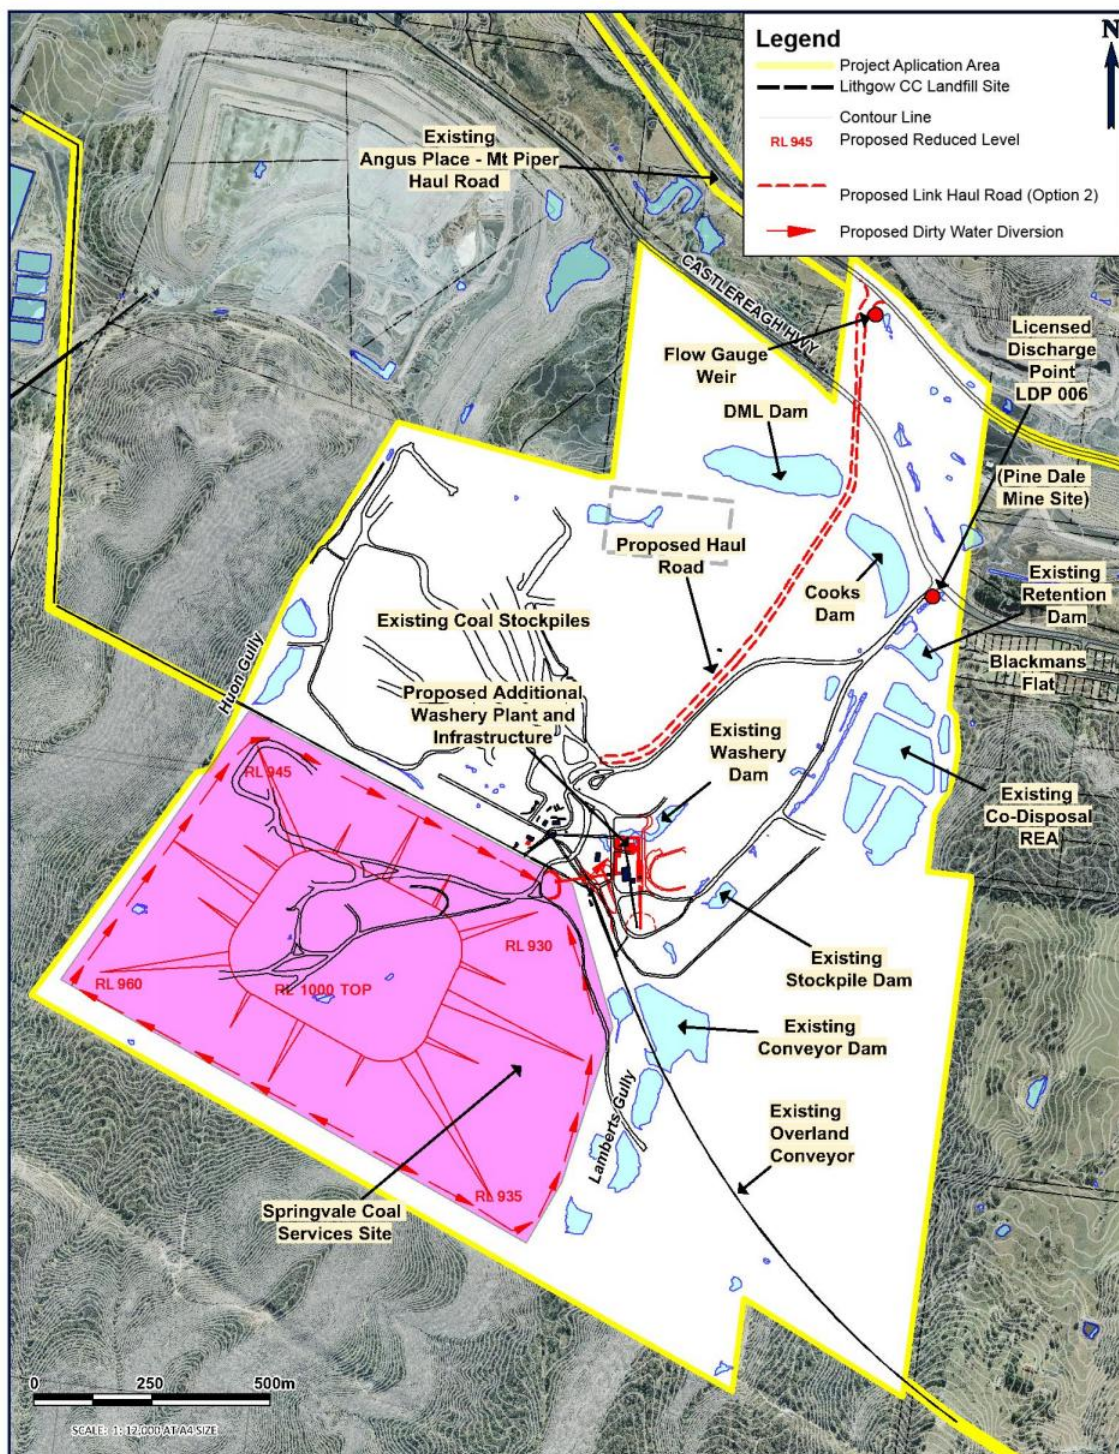 Legend
Project Aplication Area
Lithgow CC Landfill Site
Contour Line
RL 945
Proposed Reduced Level
Proposed Link Haul Road (Option 2)
Proposed Dirty Water Diversion
N
Existing
Angus Place - Mt Piper
Haul Road
CASTLEREAGH HWY
Flow Gauge
Weir
Licensed
Discharge
Point
LDP 006
DML Dam
(Pine Dale
Mine Site)
Proposed Haul
Road
Cooks
Dam
Existing
Retention
Dam
Existing Coal Stockpiles
Blackmans
Flat
Huon Gully
Proposed Additional
Washery Plant and
Infrastructure
Existing
Washery
Dam
RL 945
Existing
Co-Disposal
REA
RL 930
Existing
Stockpile Dam
RL 960
RL 1000 TOP
Existing
Conveyor Dam
Lamberts Gully
Existing
Overland
Conveyor
RL 935
Springvale Coal
Services Site
0 250 500m
SCALE: 1: 12,000 AT A4 SIZE